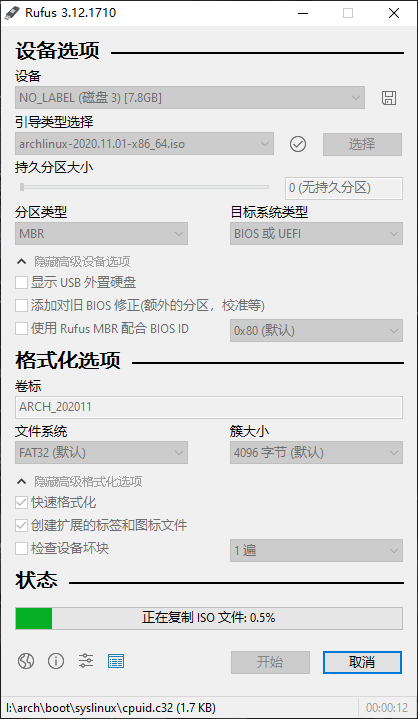 Rufus 3.12.1710
设备选项
设备
NO_LABEL (磁盘 3) [7.8GB]
引导类型选择
archlinux-2020.11.01-x86_64.iso
选择
持久分区大小
0 (无持久分区)
分区类型
目标系统类型
MBR
BIOS 或 UEFI
隐藏高级设备选项
显示 USB 外置硬盘
添加对旧 BIOS 修正(额外的分区，校准等)
使用 Rufus MBR 配合 BIOS ID
0x80 (默认)
格式化选项
卷标
ARCH_202011
文件系统
簇大小
FAT32 (默认)
4096 字节 (默认)
隐藏高级格式化选项
快速格式化
创建扩展的标签和图标文件
检查设备坏块
1 遍
状态
正在复制 ISO 文件: 0.5%
开始
取消
I:\arch\boot\syslinux\cpuid.c32 (1.7 KB)
00:00:12